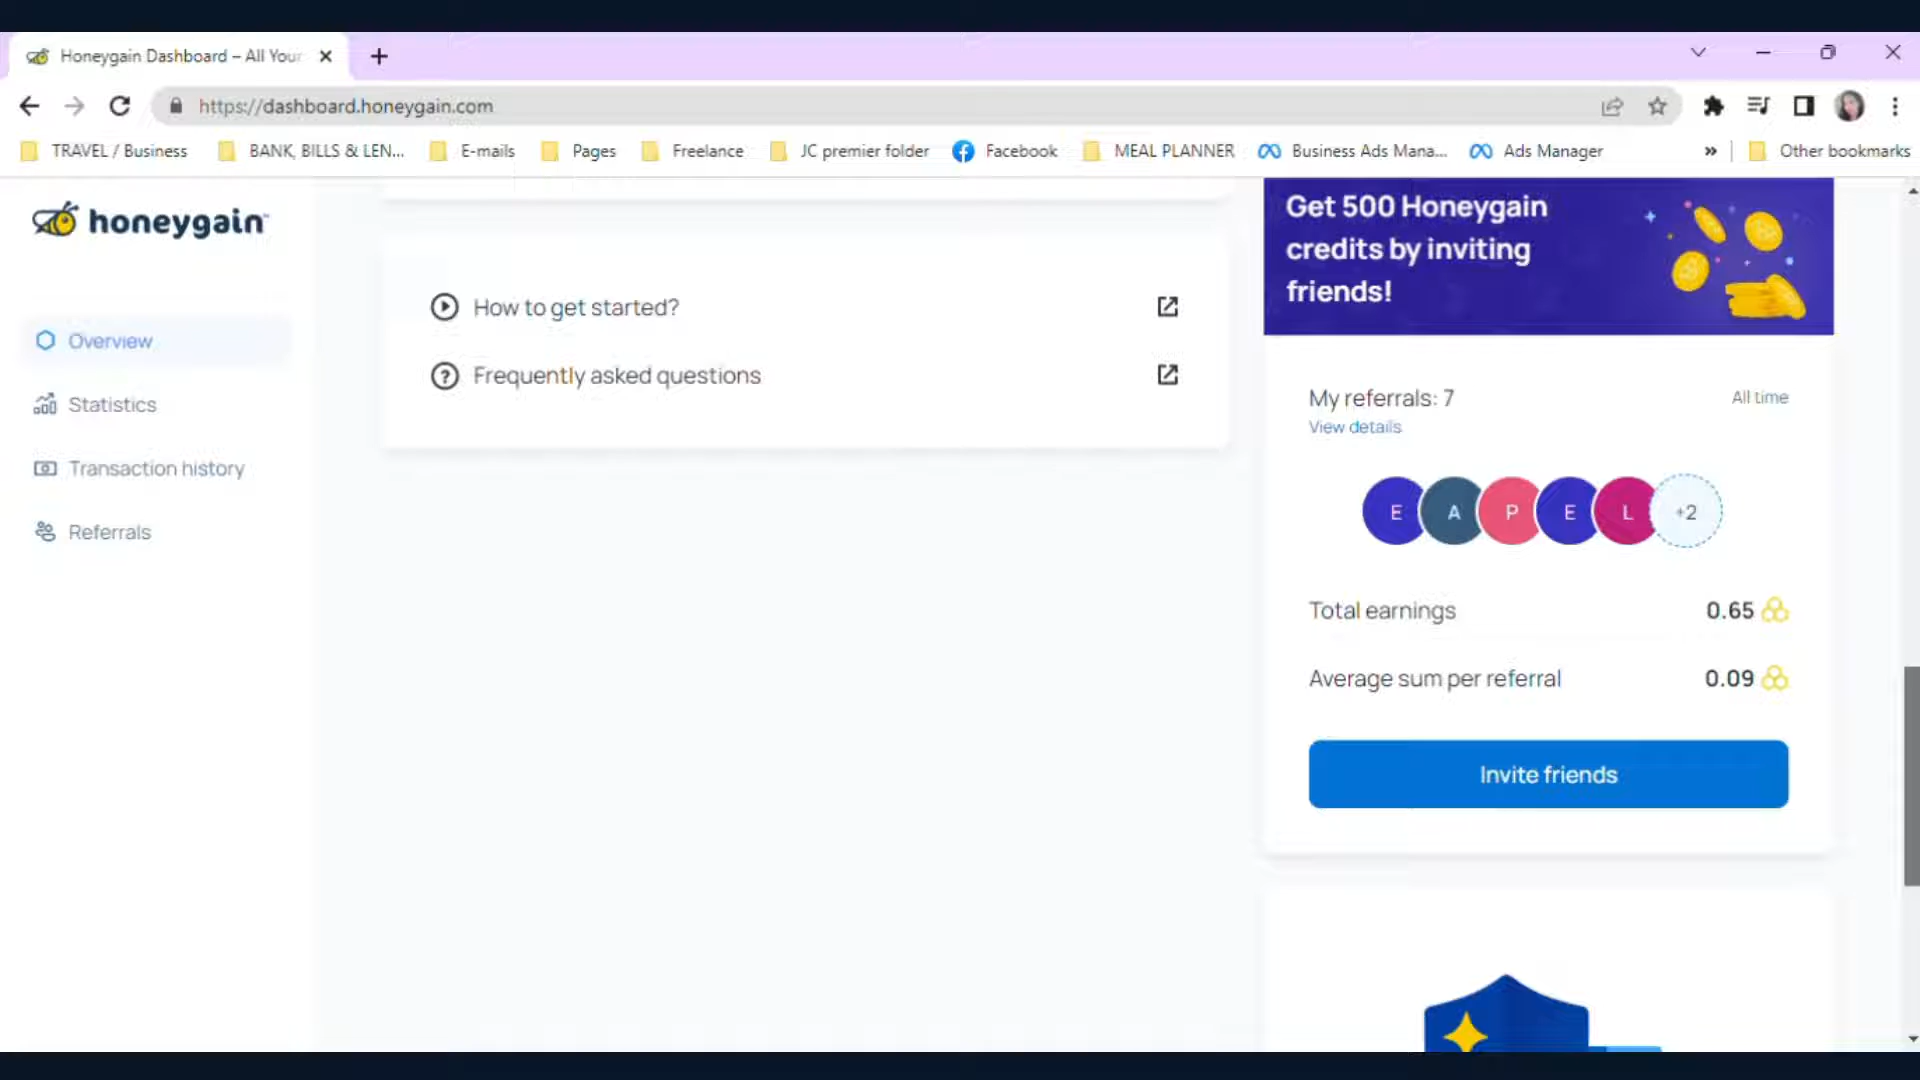 Honeygain Dashboard – All Your
https://dashboard.honeygain.com
TRAVEL / Business
BANK, BILLS & LEN...
E-mails
Pages
Freelance
JC premier folder
Facebook
MEAL PLANNER
Business Ads Mana...
Ads Manager
»
Other bookmarks
honeygain
Overview
Statistics
Transaction history
Referrals
How to get started?
Frequently asked questions
Get 500 Honeygain
credits by inviting
friends!
My referrals: 7
All time
View details
E A P E L +2
Total earnings 0.65
Average sum per referral 0.09
Invite friends